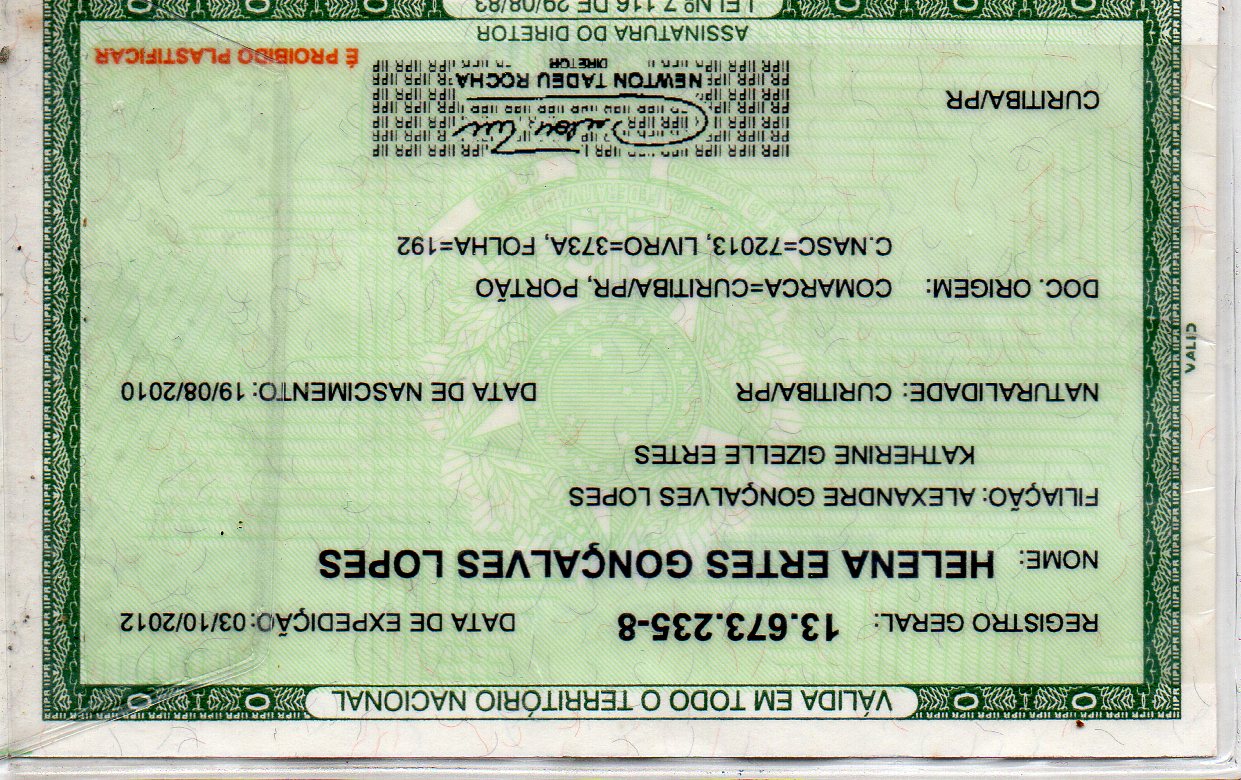 VÁLIDA EM TODO O TERRITÓRIO NACIONAL
REGISTRO GERAL: 13.673.235-8 DATA DE EXPEDIÇÃO: 03/10/2012
NOME: HELENA ERTES GONÇALVES LOPES
FILIAÇÃO: ALEXANDRE GONÇALVES LOPES
KATHERINE GIZELLE ERTES
NATURALIDADE: CURITIBA/PR DATA DE NASCIMENTO: 19/08/2010
DOC. ORIGEM: COMARCA=CURITIBA/PR, PORTÃO
C.NASC=72013, LIVRO=373A, FOLHA=192
CURITIBA/PR
NEWTON TADEU ROCHA
DIRETOR
É PROIBIDO PLASTIFICAR
ASSINATURA DO DIRETOR
LEI Nº 7.116 DE 29/08/83
VALID